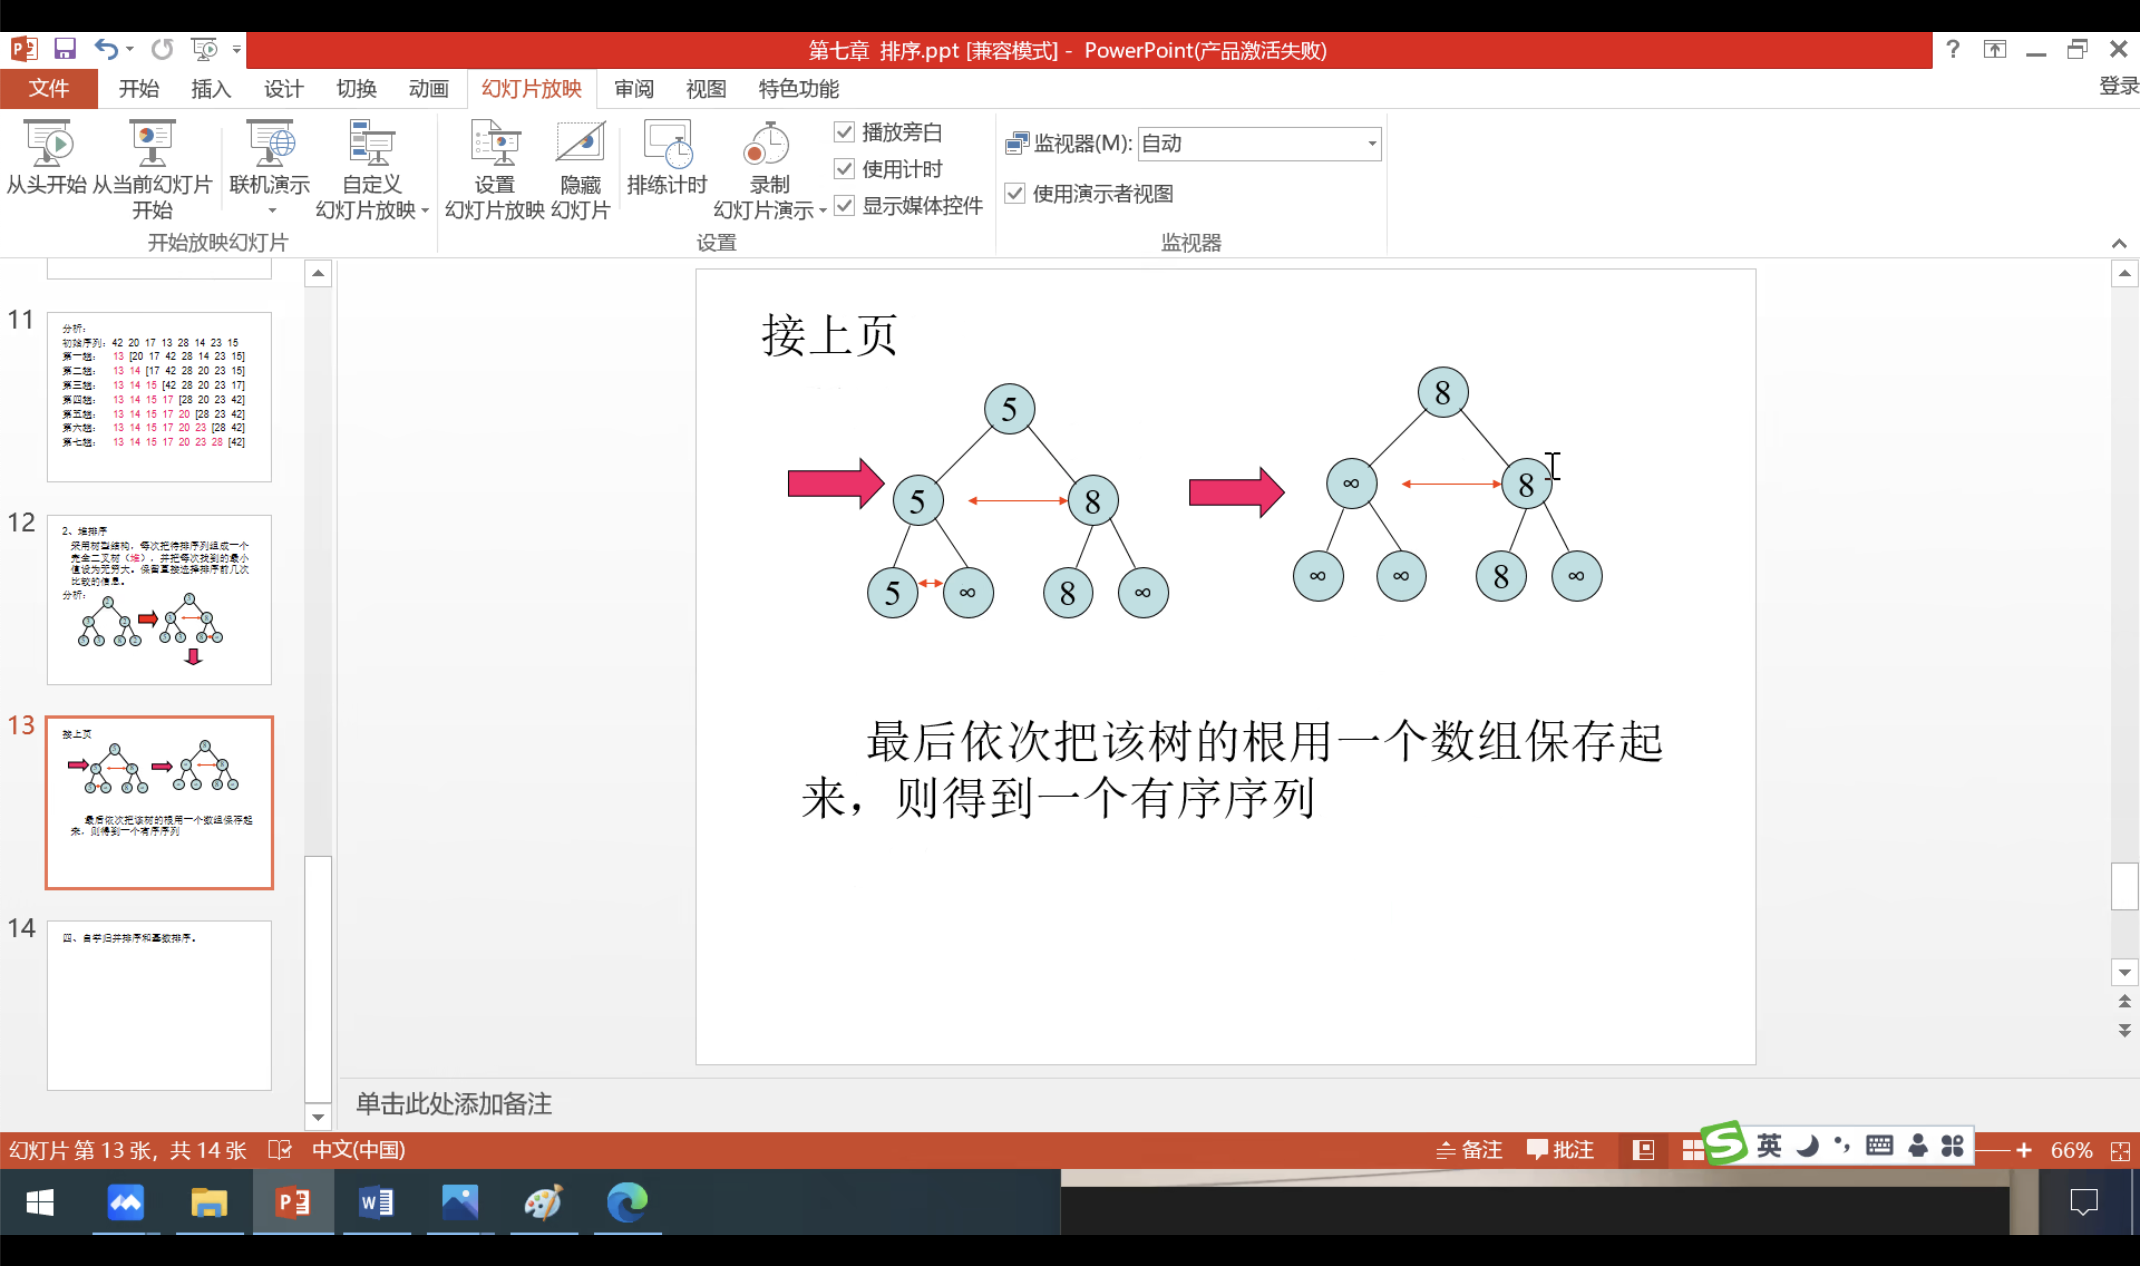 第七章 排序.ppt [兼容模式] - PowerPoint(产品激活失败)
文件 开始 插入 设计 切换 动画 幻灯片放映 审阅 视图 特色功能 登录
从头开始
从当前幻灯片
开始
联机演示
自定义
幻灯片放映
设置
幻灯片放映
隐藏
幻灯片
排练计时
录制
幻灯片演示
播放旁白
使用计时
显示媒体控件
监视器(M): 自动
使用演示者视图
开始放映幻灯片 设置 监视器
11
分析:
初始序列: 42 20 17 13 28 14 23 15
第一趟: 13 [20 17 42 28 14 23 15]
第二趟: 13 14 [17 42 28 20 23 15]
第三趟: 13 14 15 [42 28 20 23 17]
第四趟: 13 14 15 17 [28 20 23 42]
第五趟: 13 14 15 17 20 [28 23 42]
第六趟: 13 14 15 17 20 23 [28 42]
第七趟: 13 14 15 17 20 23 28 [42]
12
2、堆排序
采用树型结构，每次把待排序列组成一个
完全二叉树（堆），并把每次找到的最小
值设为无穷大。保留直接选择排序前几次
比较的信息。
分析:
13
接上页
最后依次把该树的根用一个数组保存起
来，则得到一个有序序列
14
四、自学归并排序和基数排序。
接上页
5
5 8
5 ∞ 8 ∞
8
∞ 8
∞ ∞ 8 ∞
最后依次把该树的根用一个数组保存起
来，则得到一个有序序列
单击此处添加备注
幻灯片 第 13 张，共 14 张 中文(中国) 备注 批注 英 66%